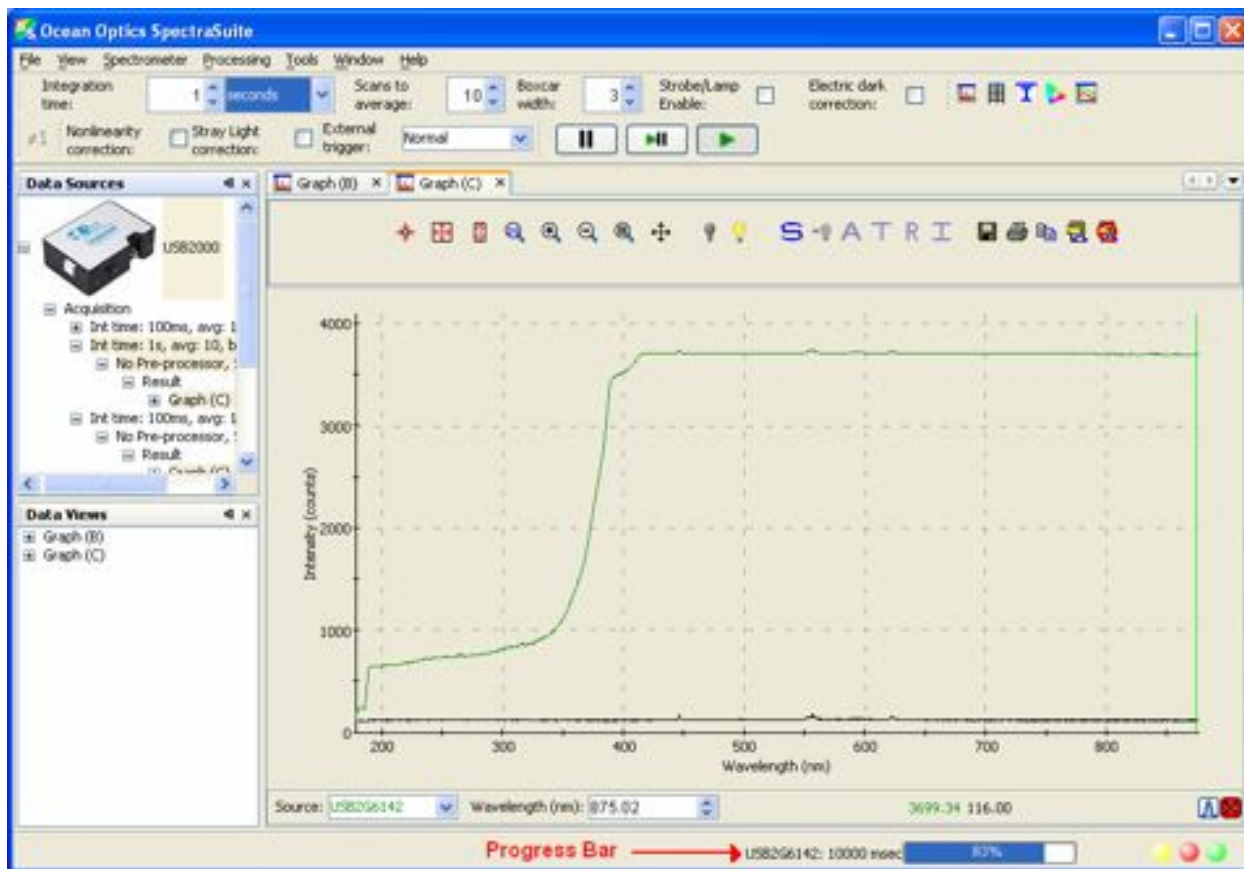 Ocean Optics SpectraSuite
File View Spectrometer Processing Tools Window Help
Integration time: 1 seconds Scans to average: 10 Boxcar width: 3 Strobe/Lamp Enable: Electric dark correction:
Nonlinearity correction: Stray Light correction: External trigger: Normal
Data Sources
Graph (B) Graph (C)
USB2000
S A T R I
Acquisition
Int time: 100ms, avg: 1
Int time: 1s, avg: 10, b
No Pre-processor,
Result
Graph (C)
Int time: 100ms, avg: 1
No Pre-processor,
Result
Graph (C)
Data Views
Graph (B)
Graph (C)
4000
3000
2000
1000
0
Intensity (counts)
200 300 400 500 600 700 800
Wavelength (nm)
Source: USB2G6142 Wavelength (nm): 875.02 3699.34 116.00
Progress Bar USB2G6142: 10000 msec 83%